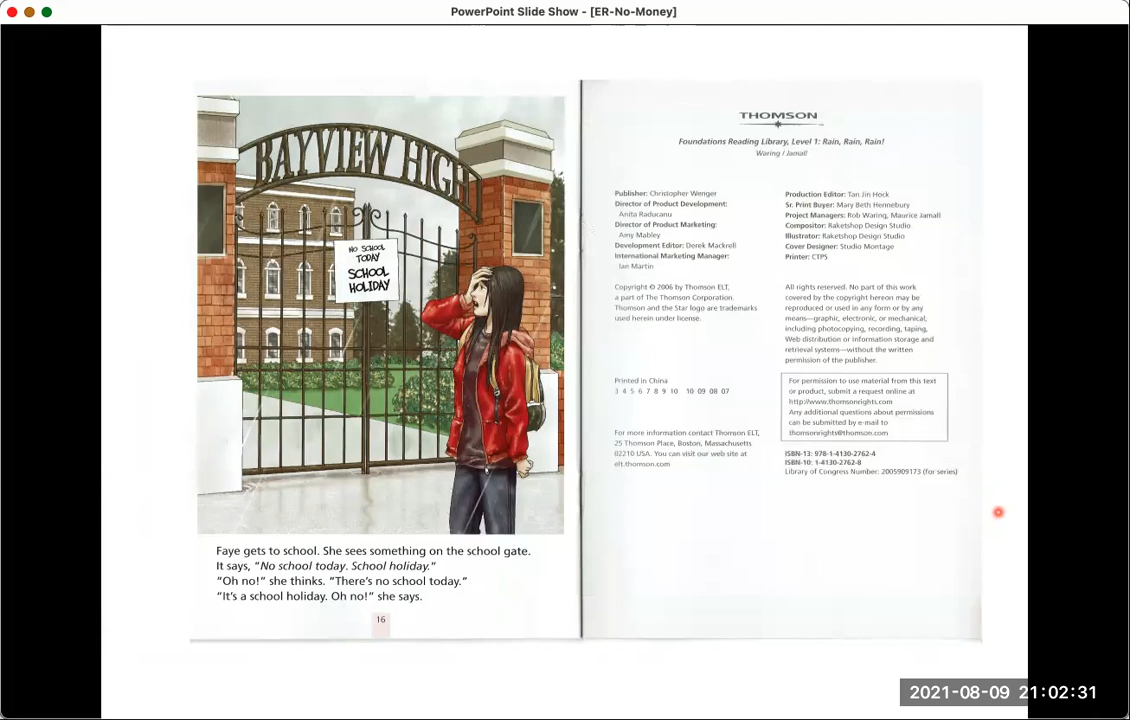 PowerPoint Slide Show - [ER-No-Money]
BAYVIEW HIGH
NO SCHOOL
TODAY
SCHOOL
HOLIDAY
Faye gets to school. She sees something on the school gate.
It says, “No school today. School holiday.”
“Oh no!” she thinks. “There’s no school today.”
“It’s a school holiday. Oh no!” she says.
16
THOMSON
Foundations Reading Library, Level 1: Rain, Rain, Rain!
Waring / Jamall
Publisher: Christopher Wenger
Director of Product Development:
Anita Raducanu
Director of Product Marketing:
Amy Mabley
Development Editor: Derek Mackrell
International Marketing Manager:
Ian Martin
Copyright © 2006 by Thomson ELT,
a part of The Thomson Corporation.
Thomson and the Star logo are trademarks
used herein under license.
Printed in China
3 4 5 6 7 8 9 10 10 09 08 07
For more information contact Thomson ELT,
25 Thomson Place, Boston, Massachusetts
02210 USA. You can visit our web site at
elt.thomson.com
Production Editor: Tan Jin Hock
Sr. Print Buyer: Mary Beth Hennebury
Project Managers: Rob Waring, Maurice Jamall
Compositor: Raketshop Design Studio
Illustrator: Raketshop Design Studio
Cover Designer: Studio Montage
Printer: CTPS
All rights reserved. No part of this work
covered by the copyright hereon may be
reproduced or used in any form or by any
means—graphic, electronic, or mechanical,
including photocopying, recording, taping,
Web distribution or information storage and
retrieval systems—without the written
permission of the publisher.
For permission to use material from this text
or product, submit a request online at
http://www.thomsonrights.com
Any additional questions about permissions
can be submitted by e-mail to
thomsonrights@thomson.com
ISBN-13: 978-1-4130-2762-4
ISBN-10: 1-4130-2762-8
Library of Congress Number: 2005909173 (for series)
2021-08-09 21:02:31